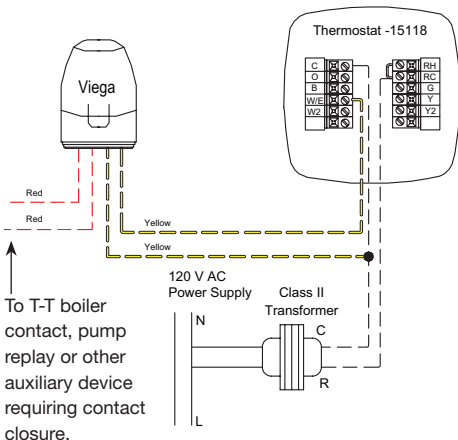 Thermostat -15118
C
O
B
W/E
W2
RH
RC
G
Y
Y2
Viega
Red
Red
Yellow
Yellow
To T-T boiler
contact, pump
replay or other
auxiliary device
requiring contact
closure.
120 V AC
Power Supply
Class II
Transformer
N
C
R
L